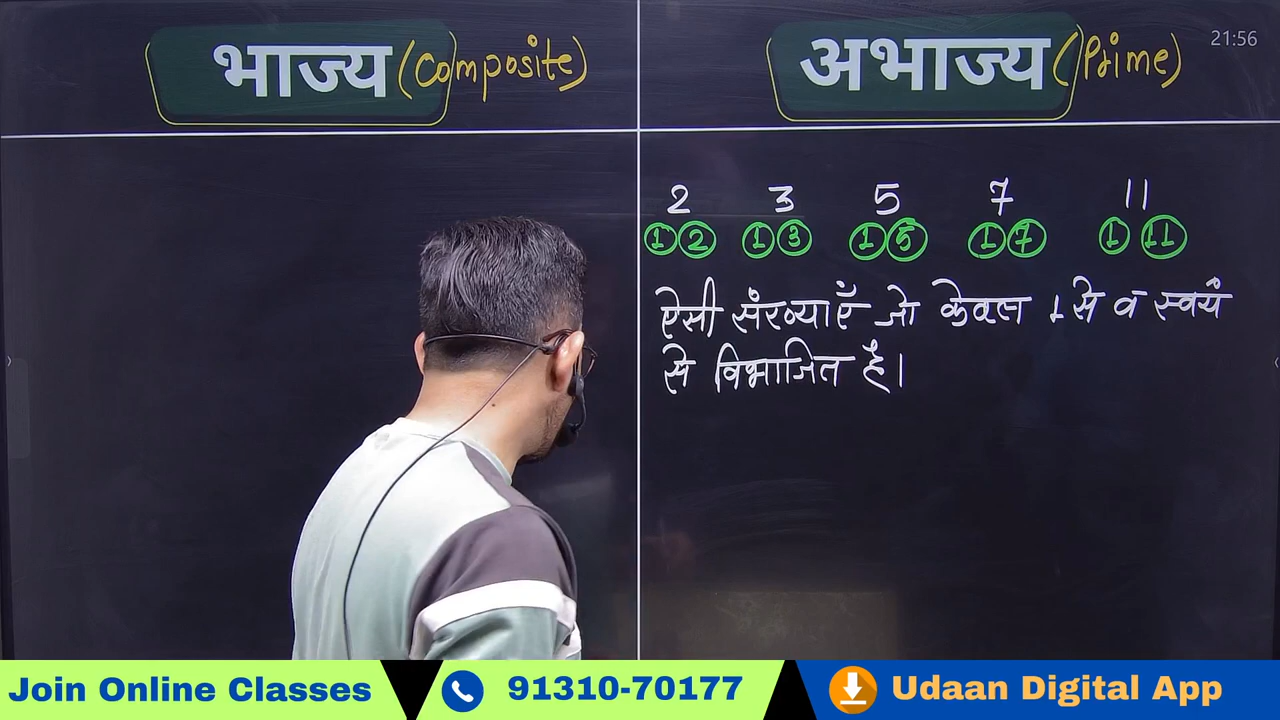 भाज्य (Composite)
अभाज्य (Prime)
21:56
2 3 5 7 11
1 2 1 3 1 5 1 7 1 11
ऐसी संख्याएँ जो केवल 1 से व स्वयं
से विभाजित है।
Join Online Classes
91310-70177
Udaan Digital App